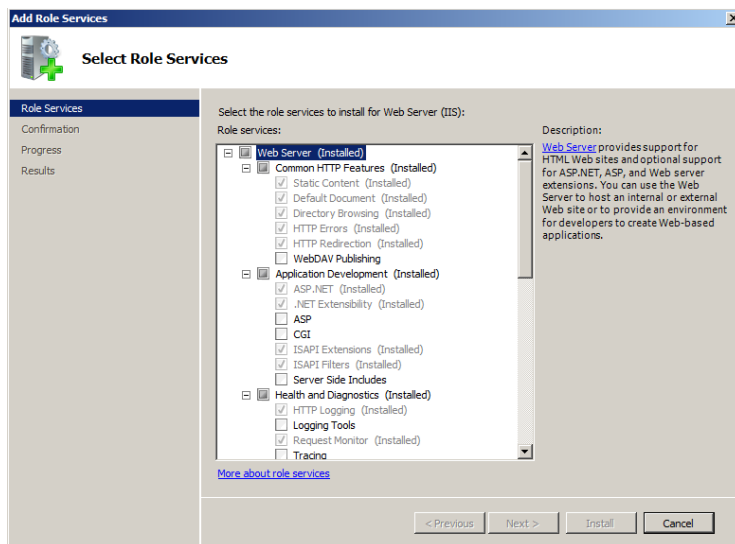 Add Role Services
Select Role Services
Role Services
Confirmation
Progress
Results
Select the role services to install for Web Server (IIS):
Role services:
Web Server (Installed)
Common HTTP Features (Installed)
Static Content (Installed)
Default Document (Installed)
Directory Browsing (Installed)
HTTP Errors (Installed)
HTTP Redirection (Installed)
WebDAV Publishing
Application Development (Installed)
ASP.NET (Installed)
.NET Extensibility (Installed)
ASP
CGI
ISAPI Extensions (Installed)
ISAPI Filters (Installed)
Server Side Includes
Health and Diagnostics (Installed)
HTTP Logging (Installed)
Logging Tools
Request Monitor (Installed)
Tracing
More about role services
Description:
Web Server provides support for
HTML Web sites and optional support
for ASP.NET, ASP, and Web server
extensions. You can use the Web
Server to host an internal or external
Web site or to provide an environment
for developers to create Web-based
applications.
< Previous
Next >
Install
Cancel